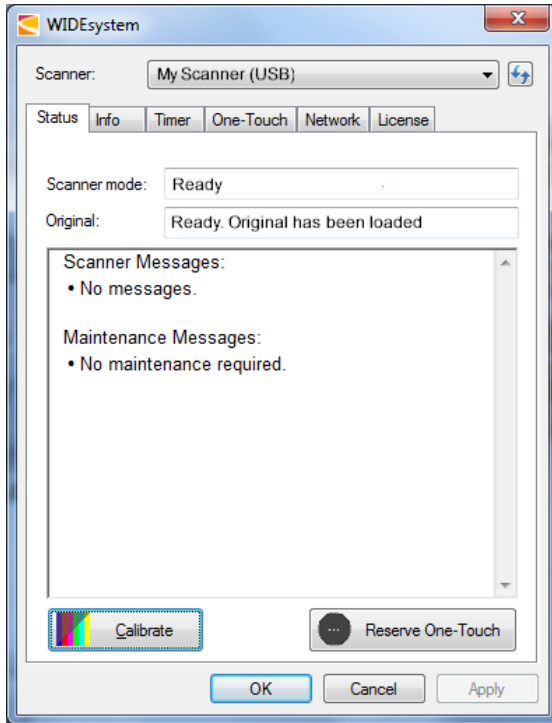 WIDEsystem
Scanner: My Scanner (USB)
Status Info Timer One-Touch Network License
Scanner mode: Ready
Original: Ready. Original has been loaded
Scanner Messages:
• No messages.
Maintenance Messages:
• No maintenance required.
Calibrate ... Reserve One-Touch
OK Cancel Apply